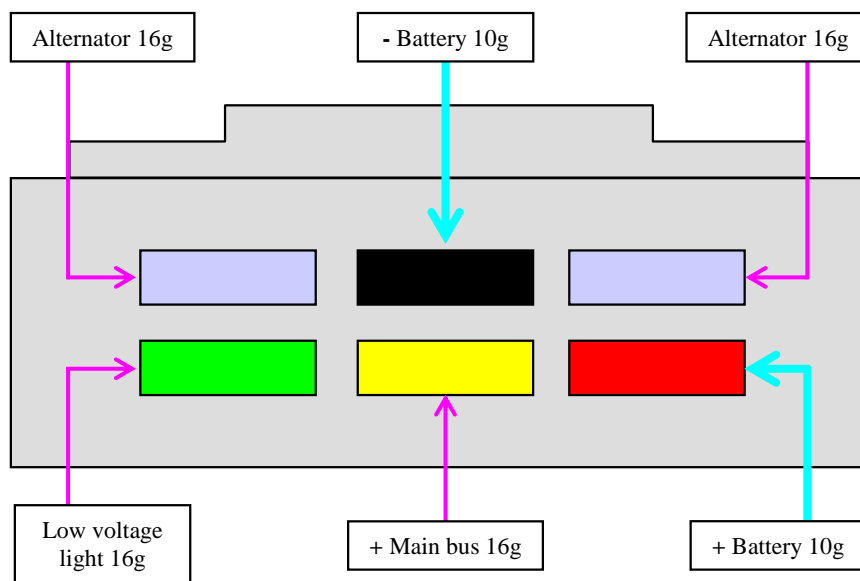 Alternator 16g
- Battery 10g
Alternator 16g
Low voltage
light 16g
+ Main bus 16g
+ Battery 10g